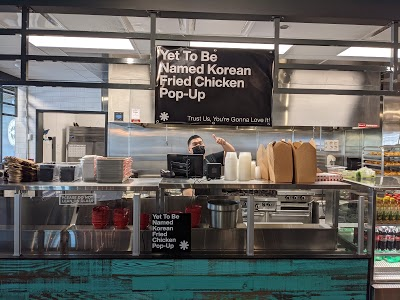 Yet To Be
Named Korean
Fried Chicken
Pop-Up
Trust Us, You're Gonna Love It!
Yet To Be
Named Korean
Fried Chicken
Pop-Up